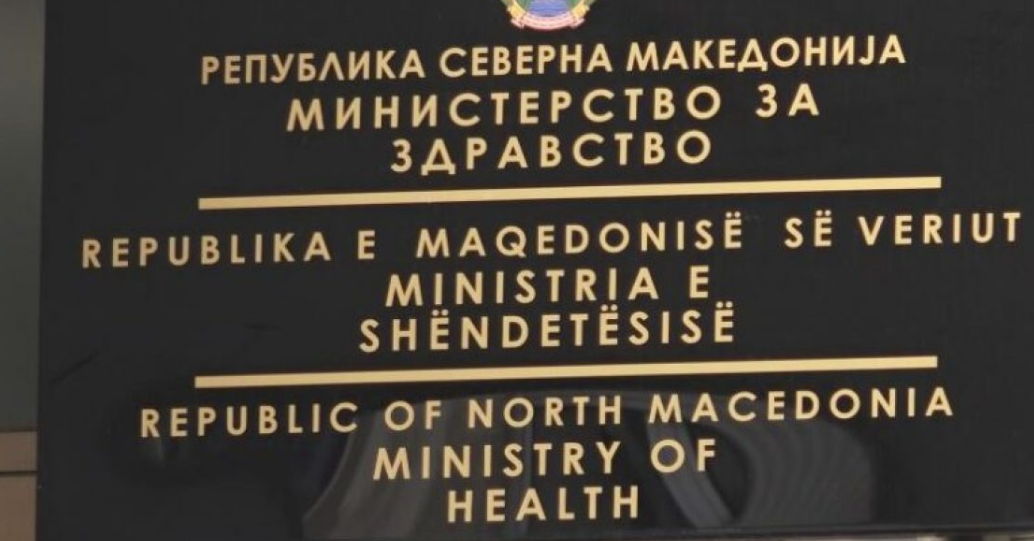 РЕПУБЛИКА СЕВЕРНА МАКЕДОНИЈА
МИНИСТЕРСТВО ЗА
ЗДРАВСТВО
REPUBLIKA E MAQEDONISË SË VERIUT
MINISTRIA E
SHËNDETËSISË
REPUBLIC OF NORTH MACEDONIA
MINISTRY OF
HEALTH